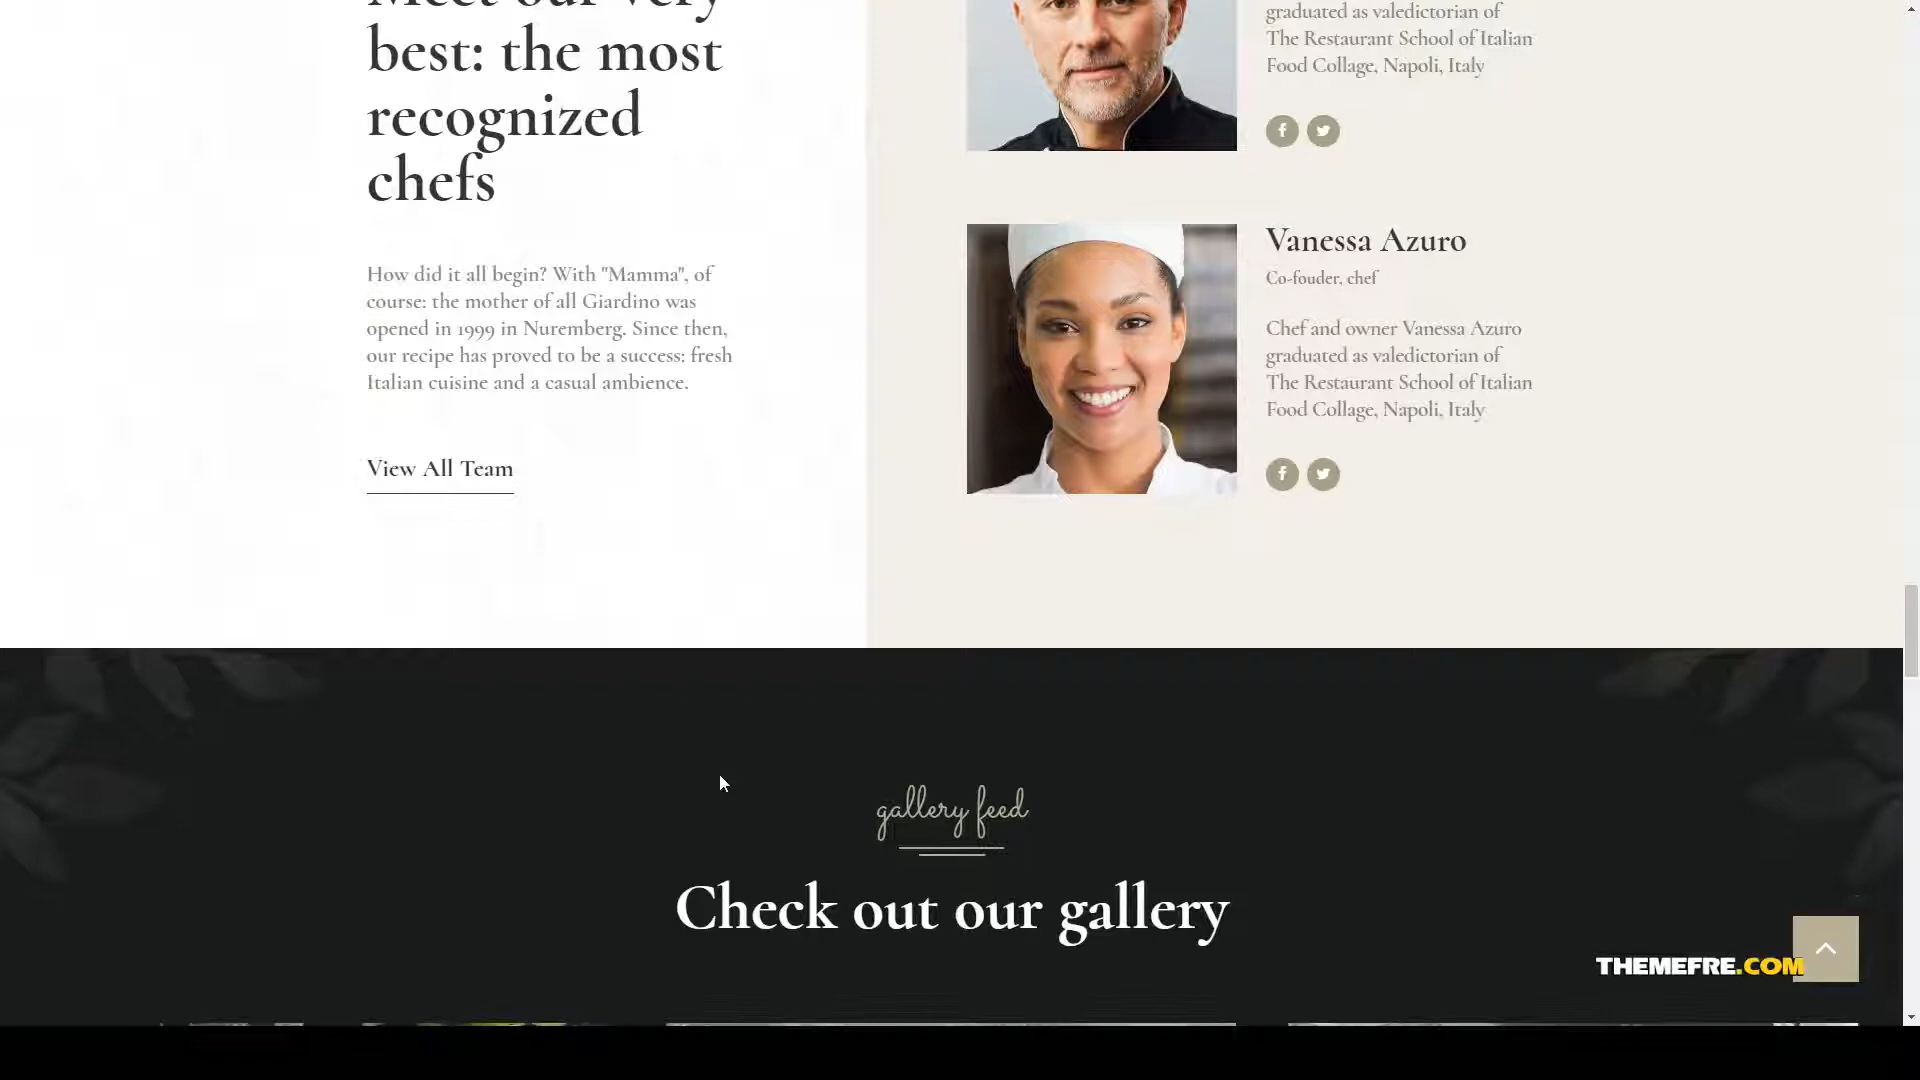 Meet our very
best: the most
recognized
chefs
How did it all begin? With "Mamma", of
course: the mother of all Giardino was
opened in 1999 in Nuremberg. Since then,
our recipe has proved to be a success: fresh
Italian cuisine and a casual ambience.
View All Team
graduated as valedictorian of
The Restaurant School of Italian
Food Collage, Napoli, Italy
Vanessa Azuro
Co-fouder, chef
Chef and owner Vanessa Azuro
graduated as valedictorian of
The Restaurant School of Italian
Food Collage, Napoli, Italy
gallery feed
Check out our gallery
THEMEFRE.COM